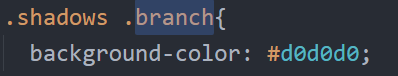 .shadows .branch{
background-color: #d0d0d0;